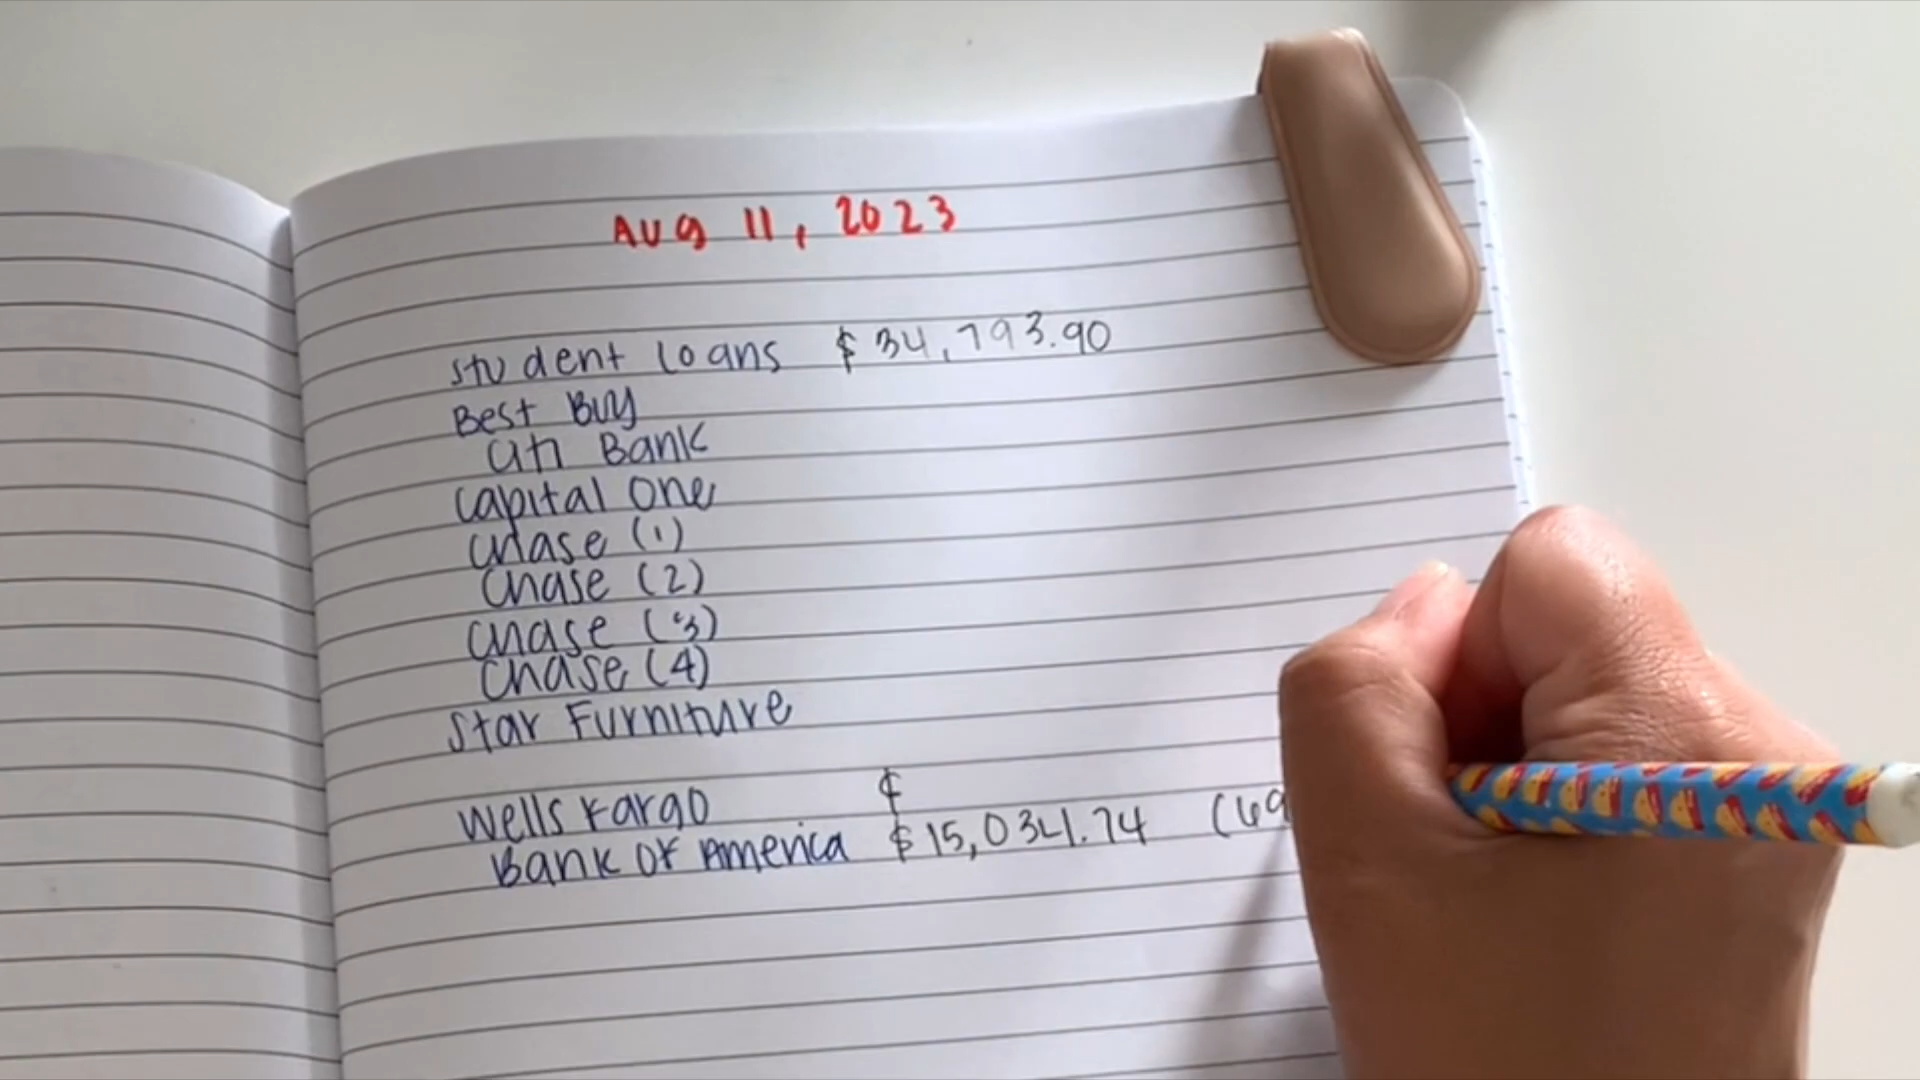 Aug 11, 2023
student loans $34,793.90
Best Buy
Citi Bank
Capital One
Chase (1)
Chase (2)
Chase (3)
Chase (4)
Star Furniture
Wells Fargo $
Bank of America $15,034.74 (69